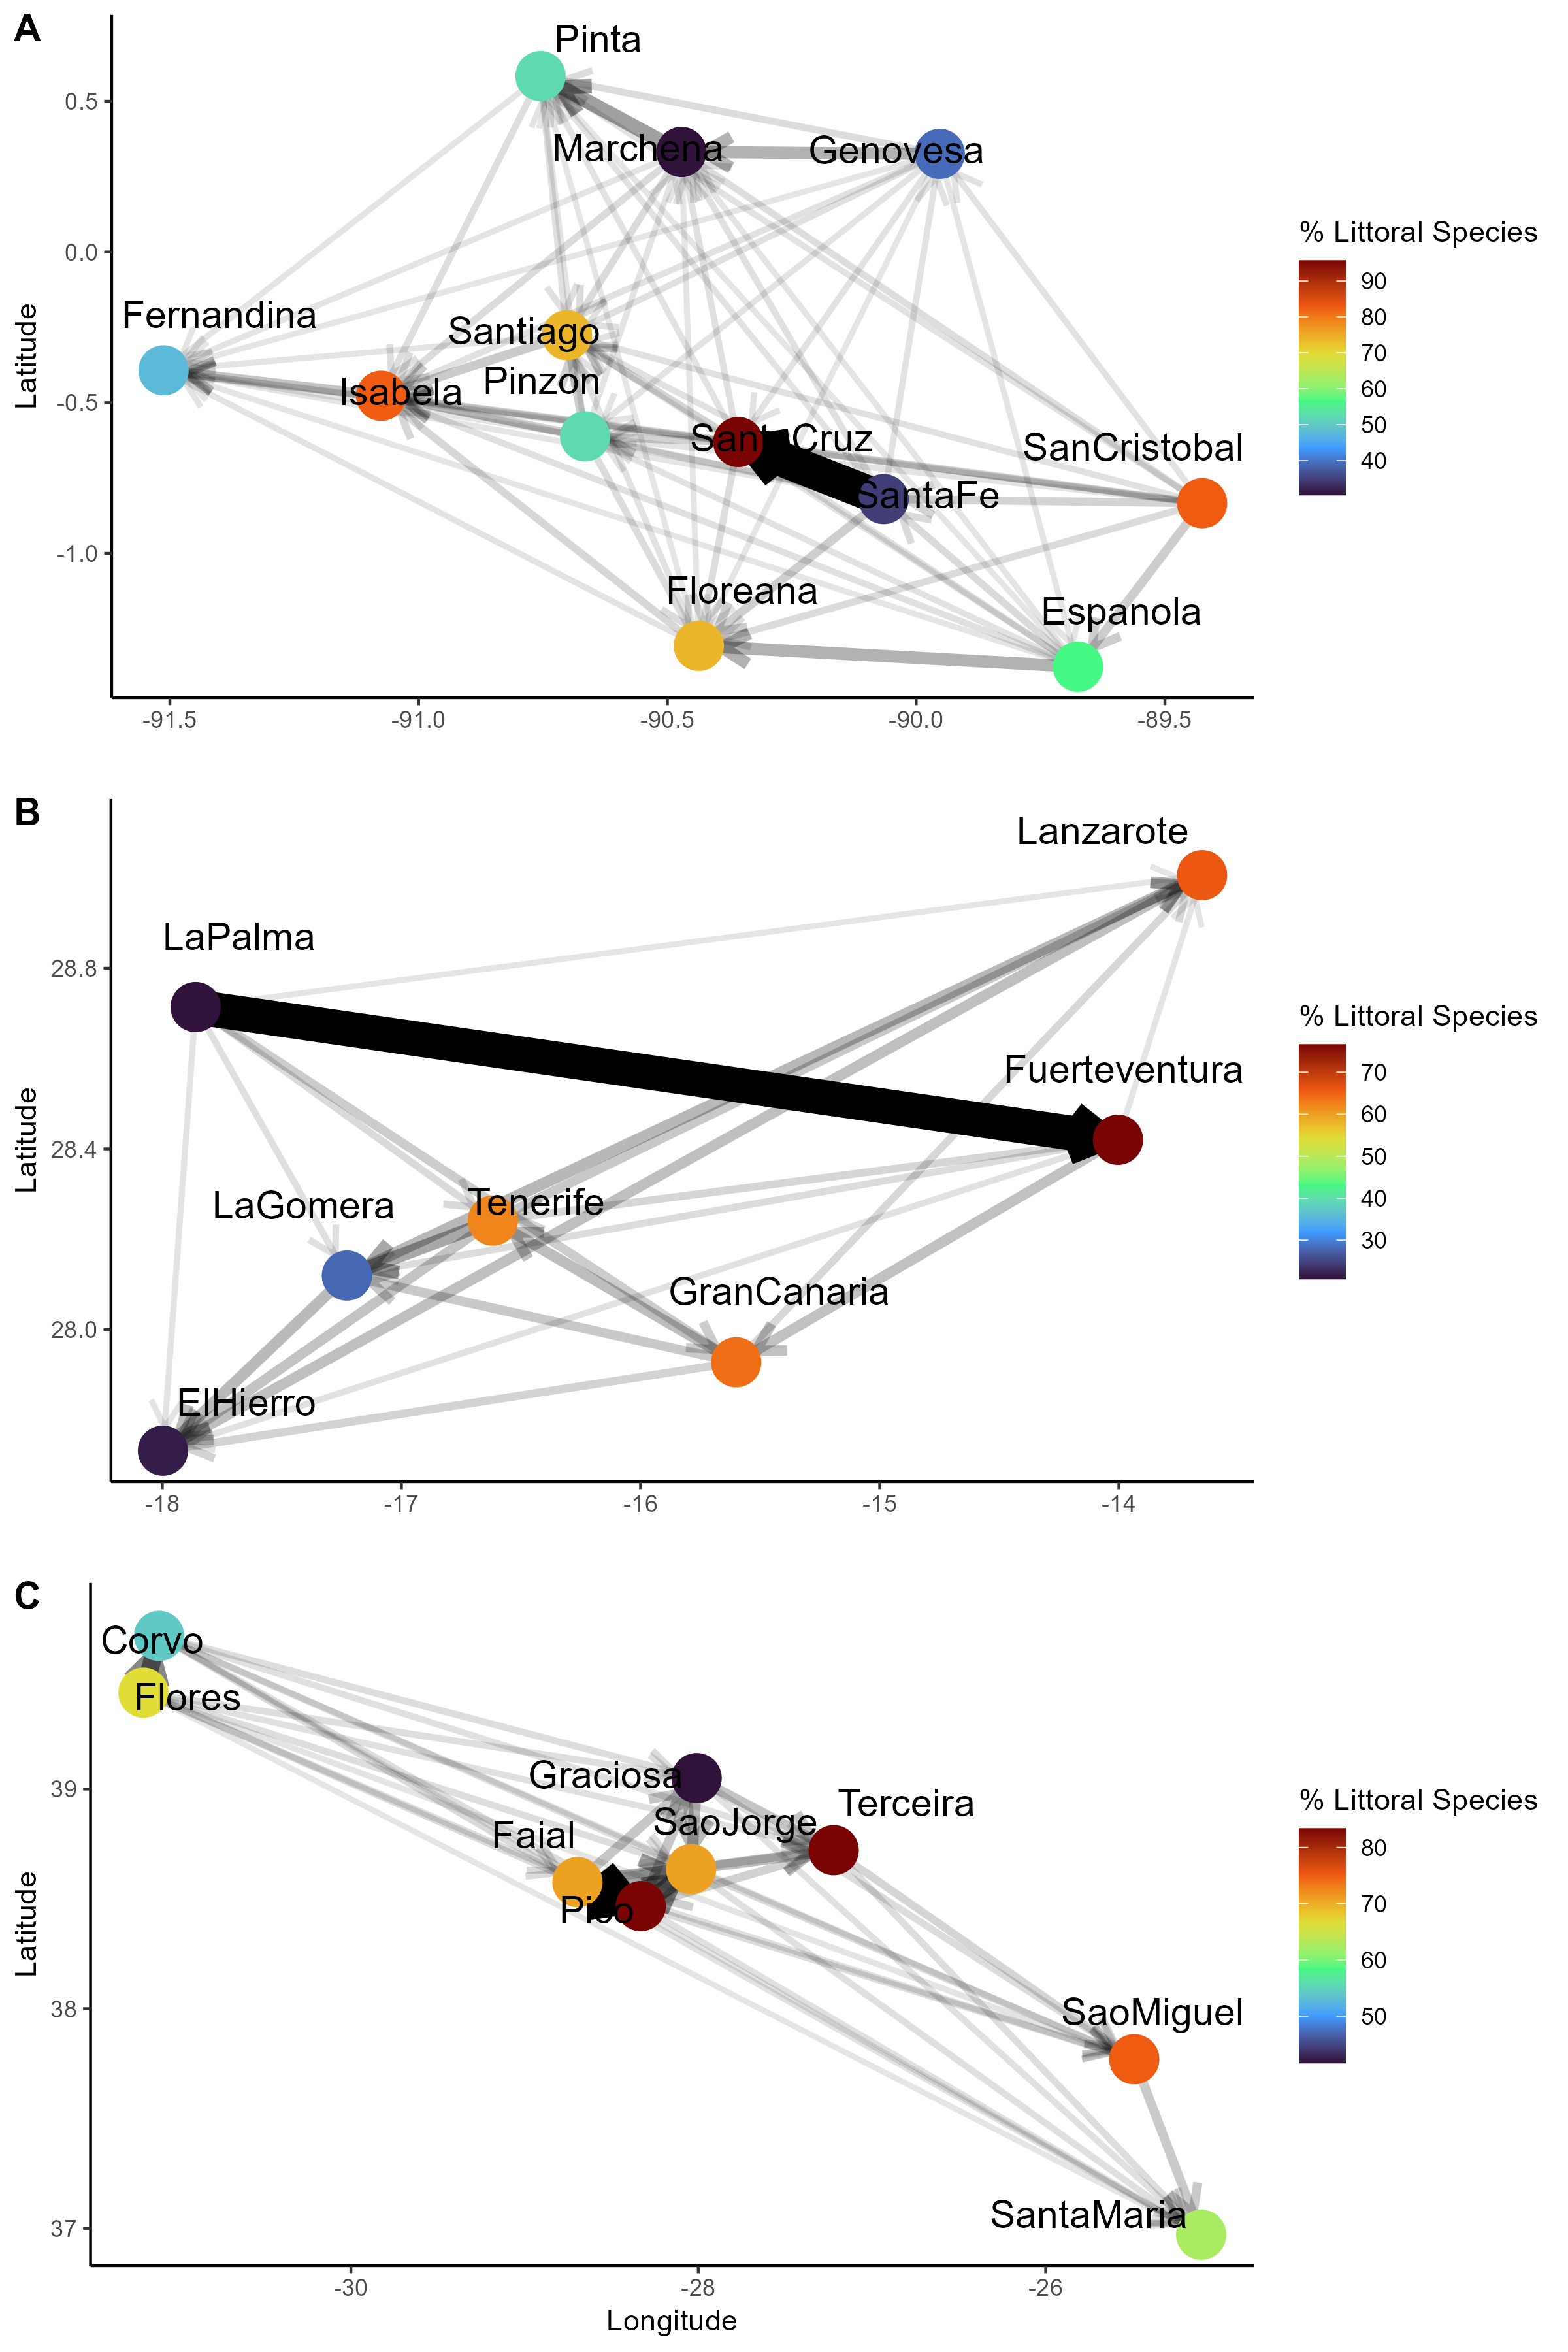 A
Pinta
0.5
Marchena
Genovesa
% Littoral Species
0.0
90
Fernandina
80
Santiago
70
Latitude
Pinzon
60
Isabela
-0.5
50
SantaCruz
SanCristobal
40
SantaFe
-1.0
Floreana
Espanola
-91.5
-91.0
-90.5
-90.0
-89.5
B
Lanzarote
LaPalma
28.8
% Littoral Species
Fuerteventura
70
60
Latitude
28.4
50
LaGomera
Tenerife
40
30
GranCanaria
28.0
ElHierro
-18
-17
-16
-15
-14
C
Corvo
Flores
Graciosa
39
Terceira
% Littoral Species
SaoJorge
Faial
80
Pico
70
Latitude
60
38
SaoMiguel
50
SantaMaria
37
-30
-28
-26
Longitude